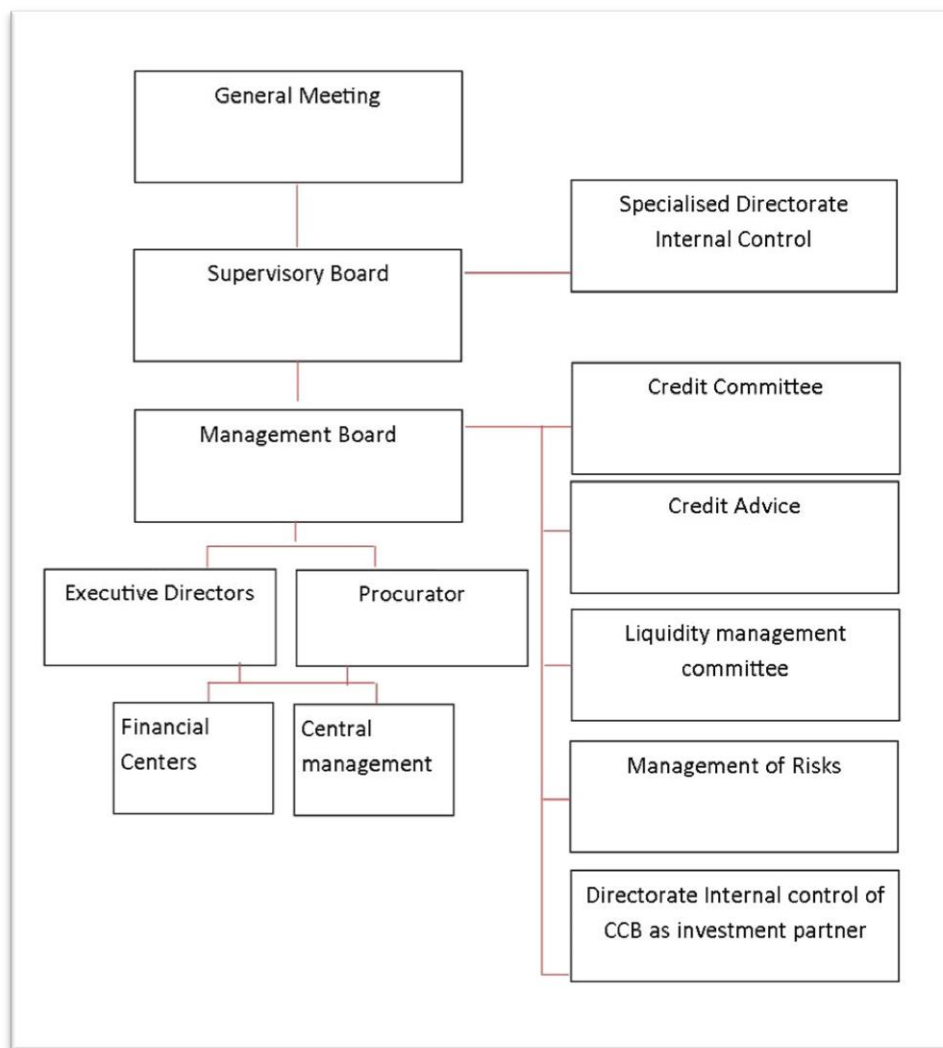 General Meeting
Specialised Directorate
Internal Control
Supervisory Board
Credit Committee
Management Board
Credit Advice
Executive Directors
Procurator
Liquidity management
committee
Financial
Centers
Central
management
Management of Risks
Directorate Internal control of
CCB as investment partner